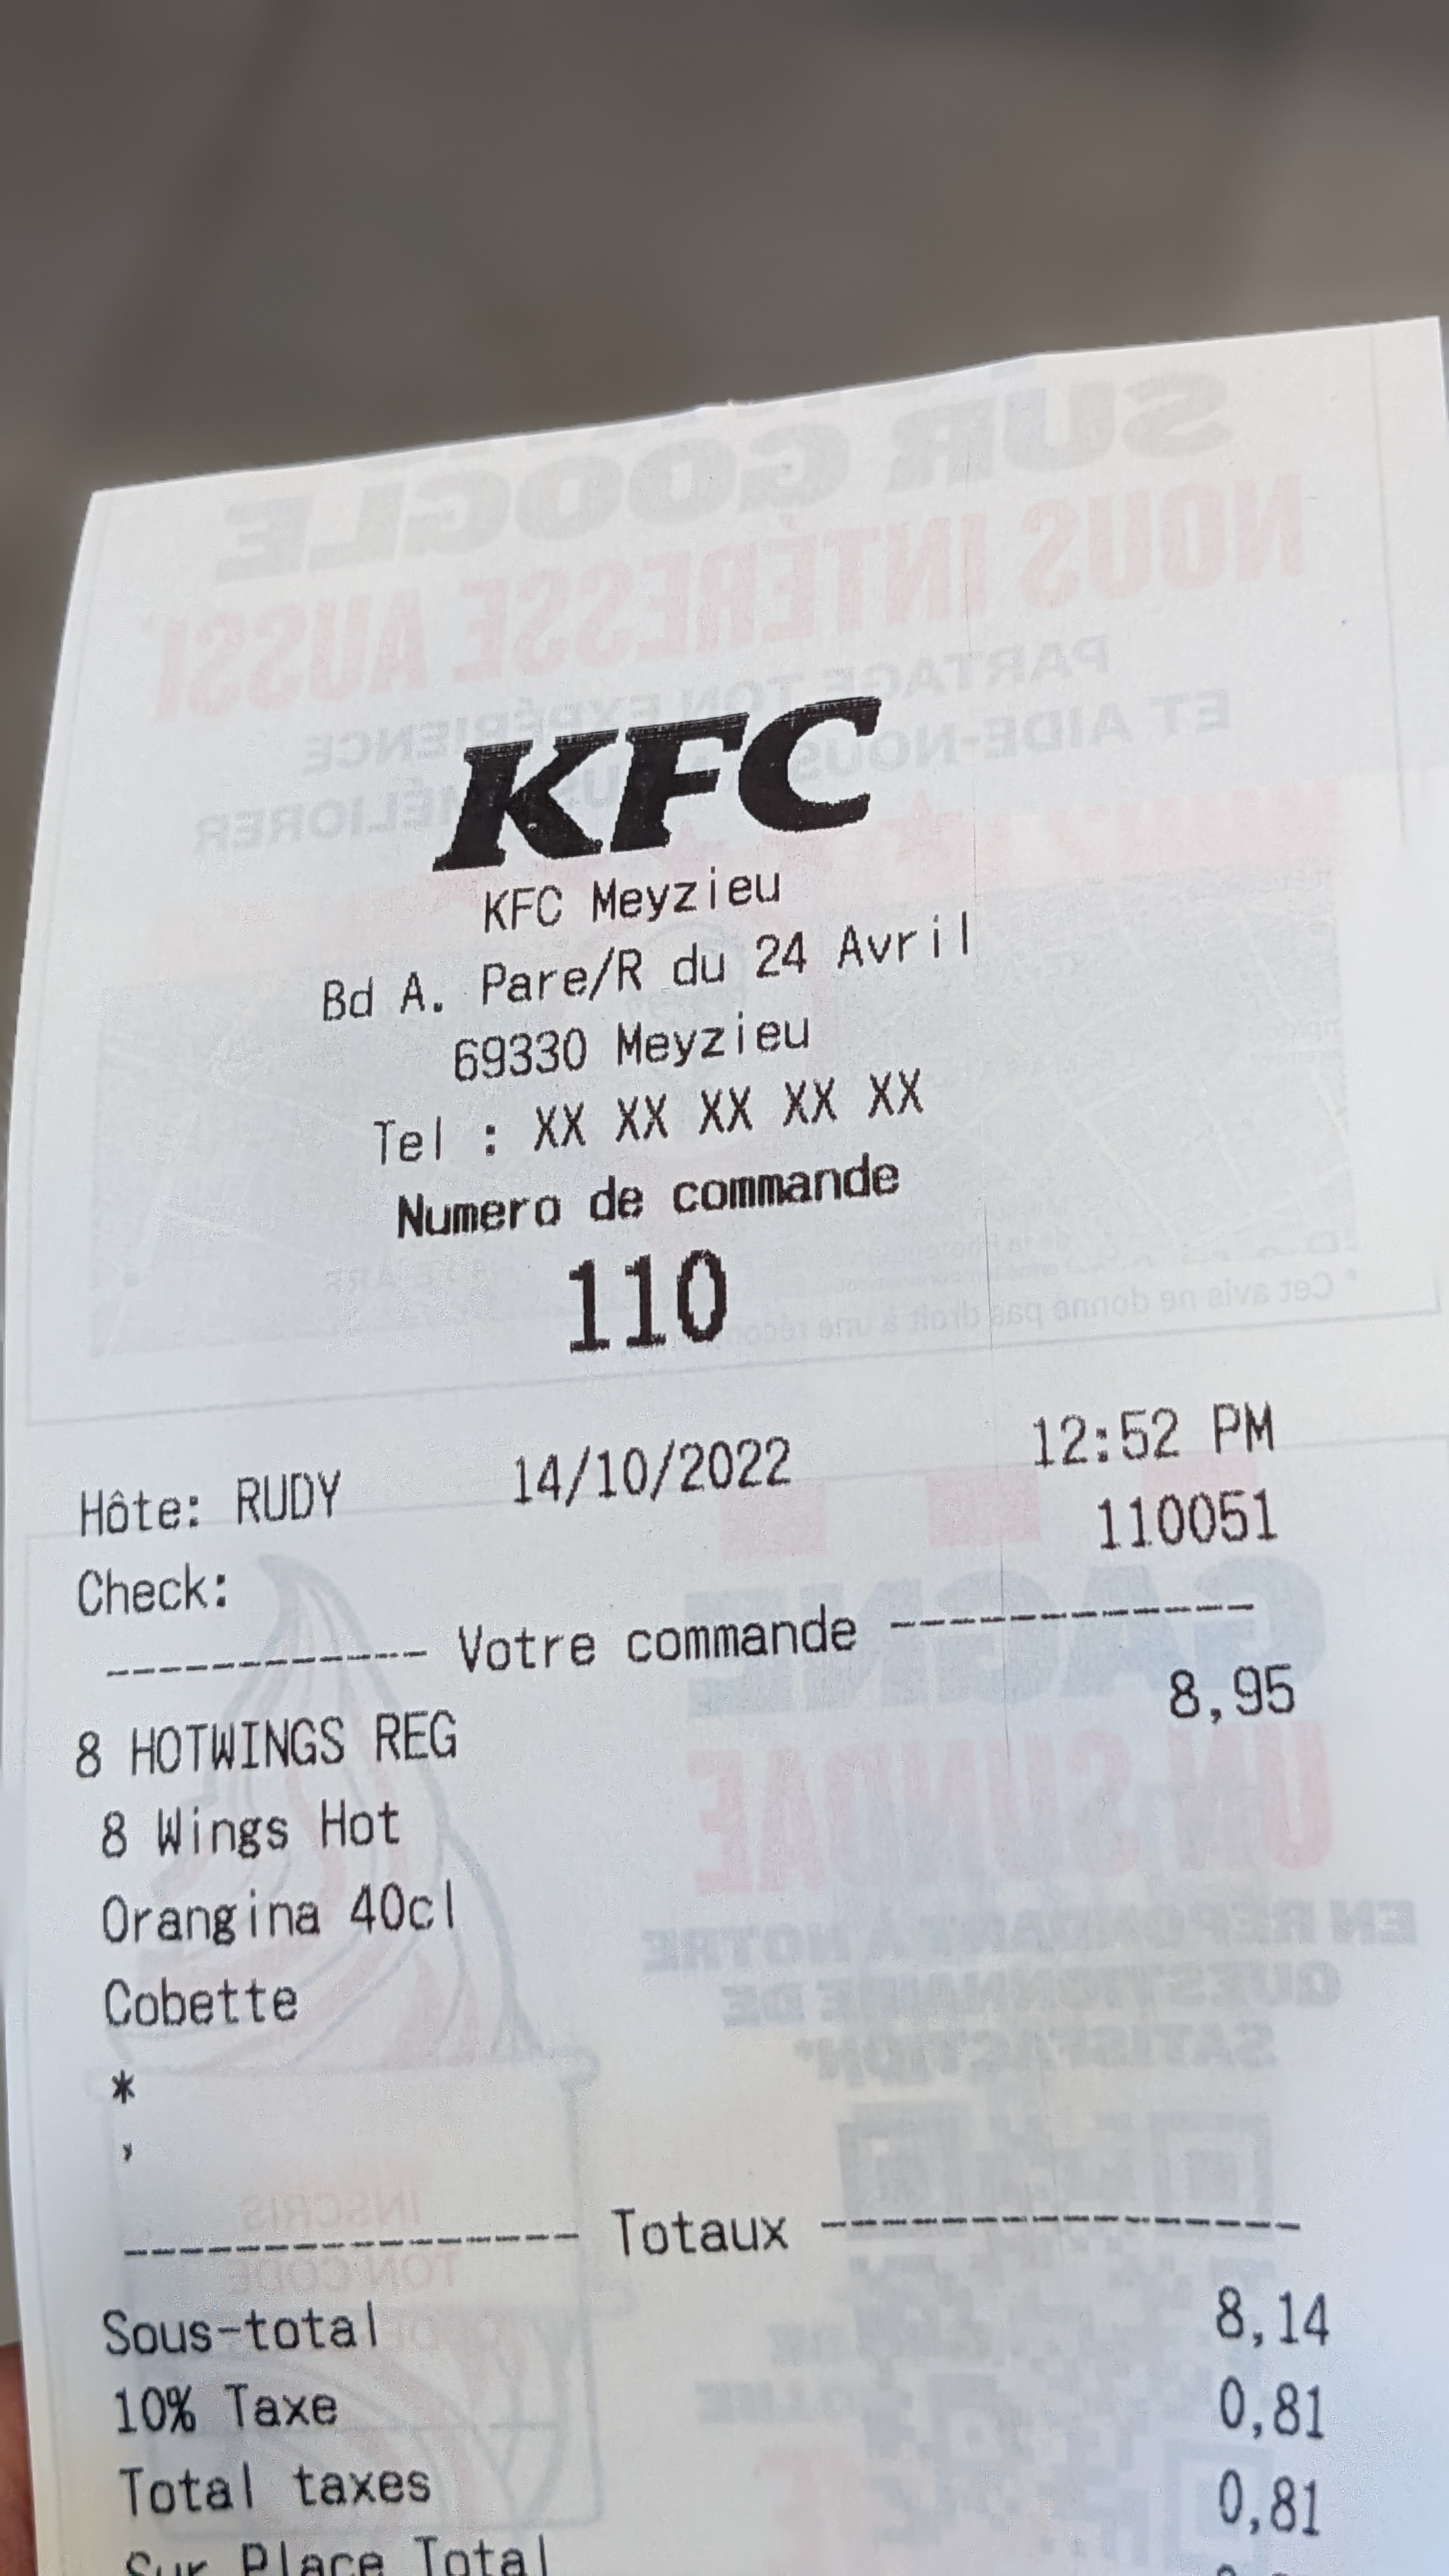 SUR GOOGLE
NOUS INTÉRESSE AUSSI
PARTAGE TON EXPÉRIENCE
ET AIDE-NOUS MÉLIORER
KFC
KFC Meyzieu
Bd A. Pare/R du 24 Avril
69330 Meyzieu
Tel : XX XX XX XX XX
Numero de commande
110
* Cet avis ne donne pas droit à une
Hôte: RUDY 14/10/2022 12:52 PM
Check: 110051
------------ Votre commande ------------
8 HOTWINGS REG 8,95
8 Wings Hot
Orangina 40cl
Cobette
*
,
GAGNE
UN SUNDAE
EN RÉPONDANT À NOTRE
QUESTIONNAIRE DE
SATISFACTION*
INSCRIS
TON CODE
----------------- Totaux ------------------
Sous-total 8,14
10% Taxe 0,81
Total taxes 0,81
Sur Place Total